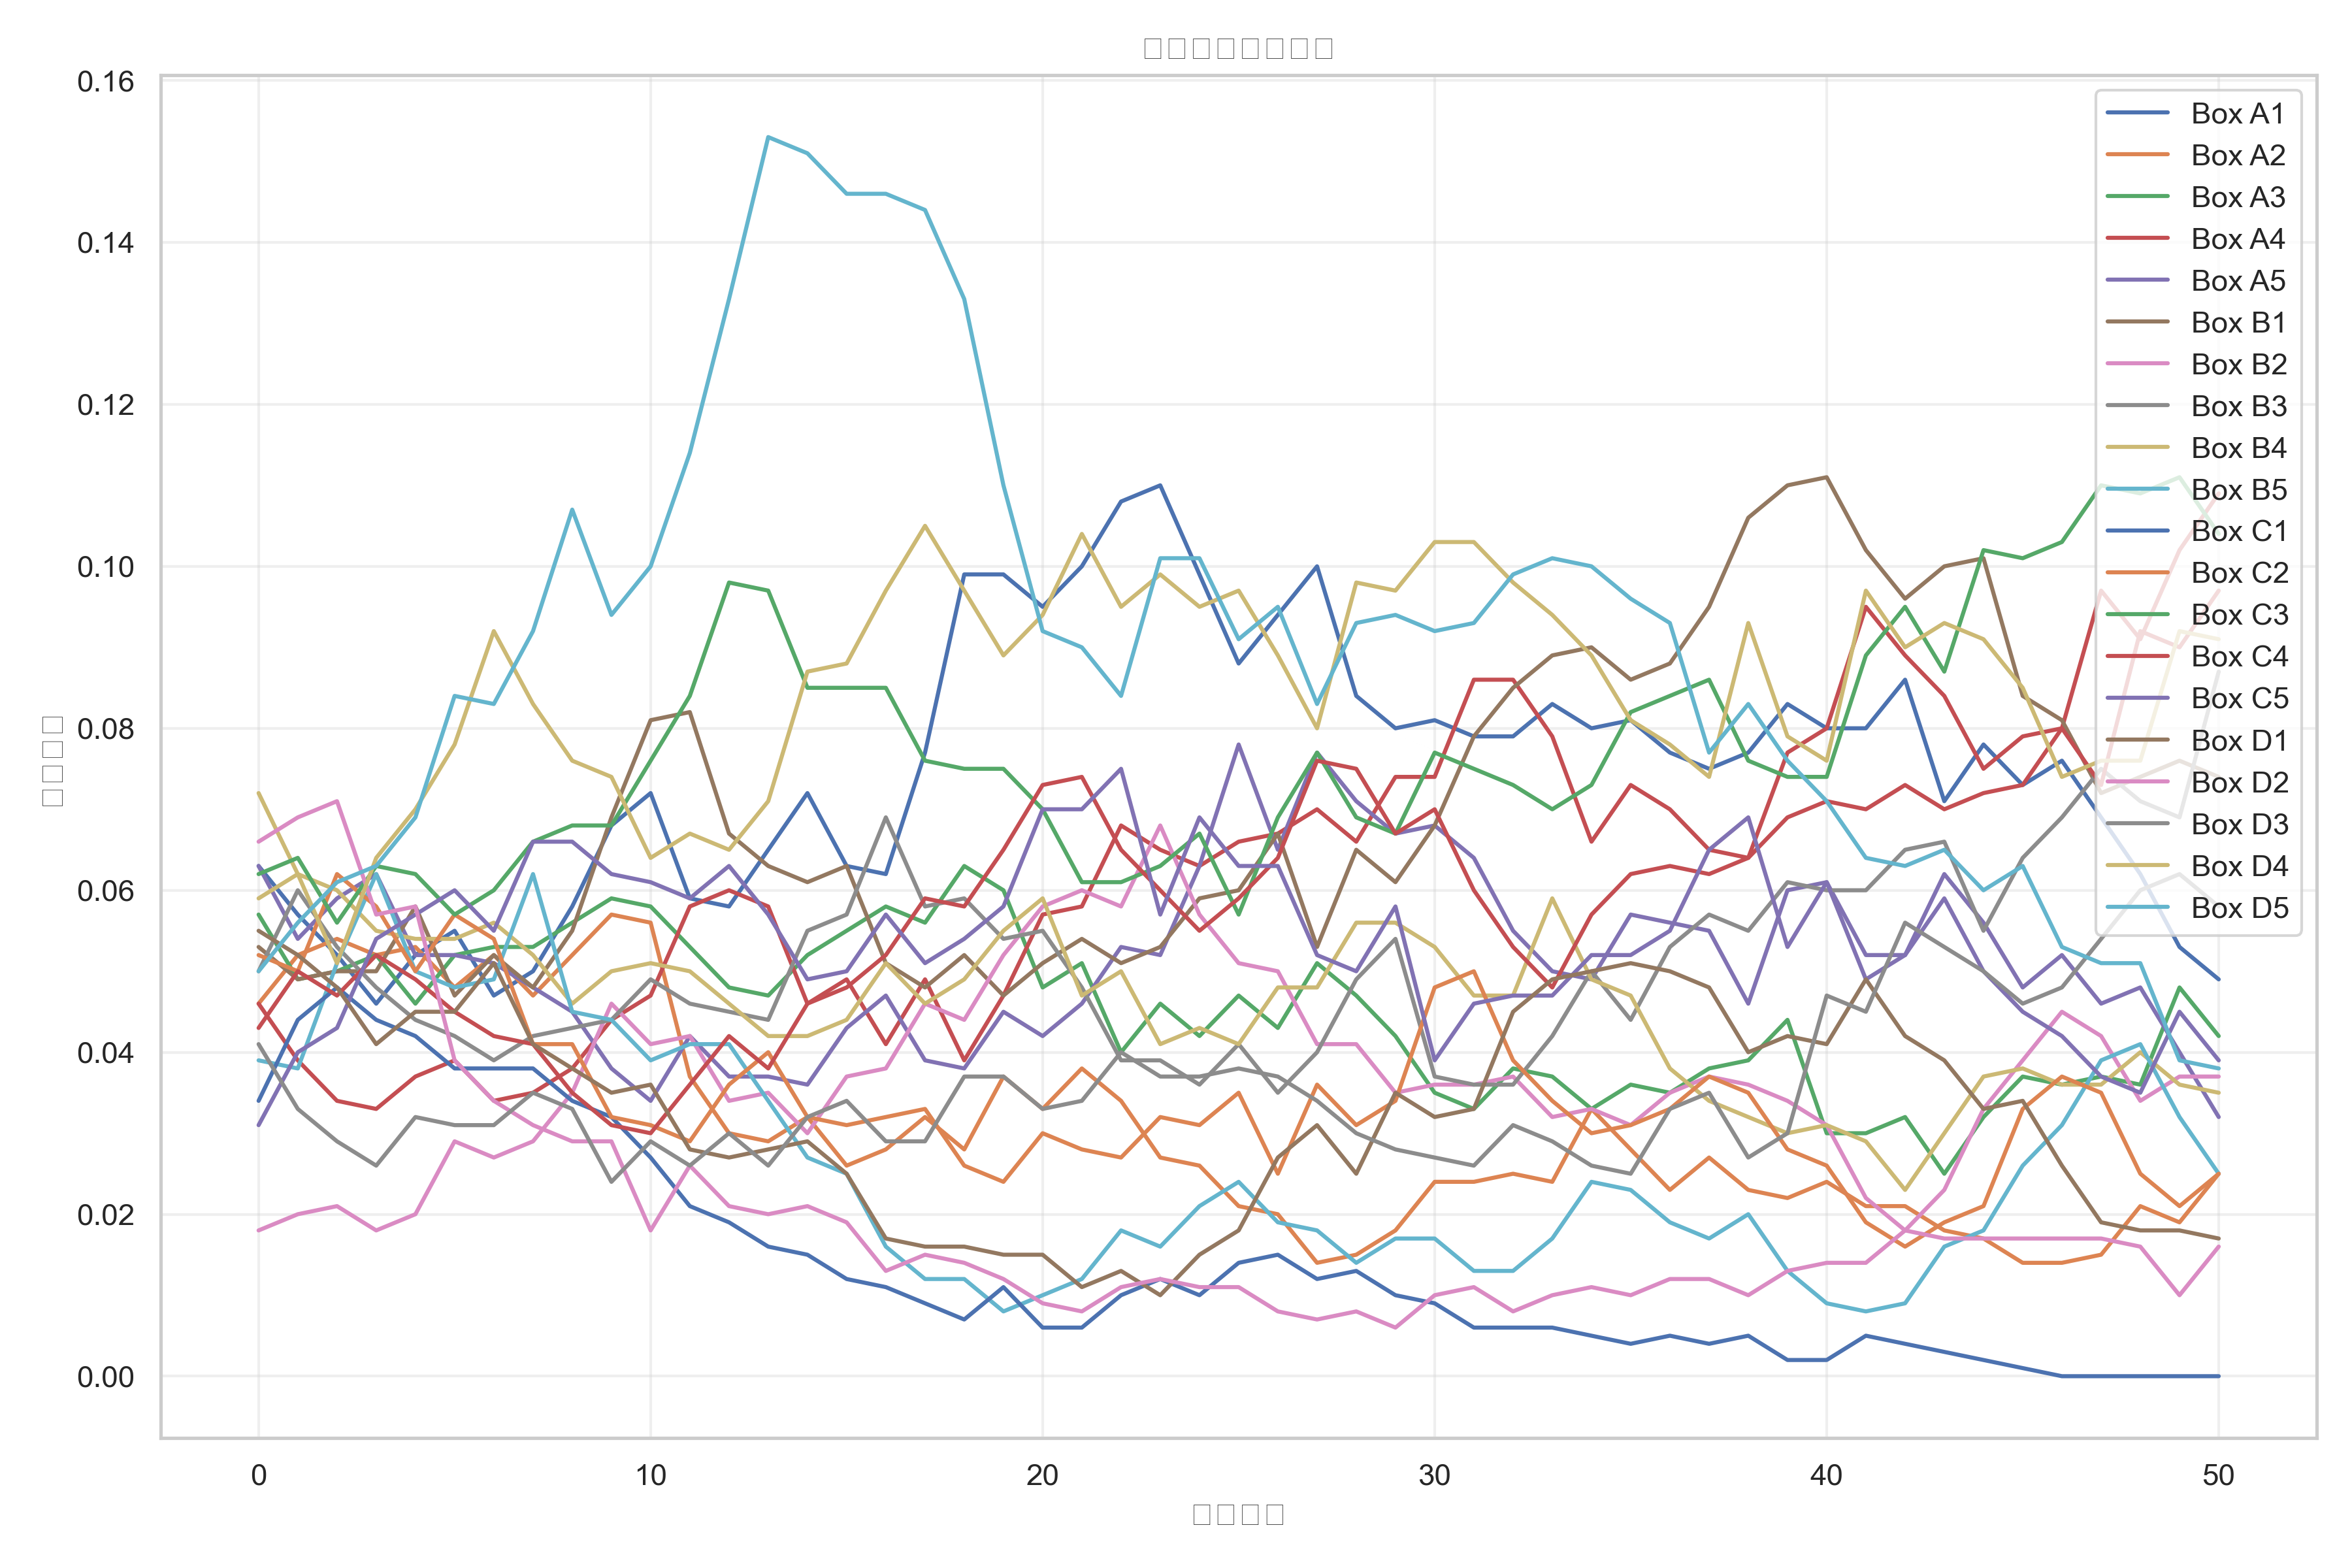 0.16
0.14
0.12
0.10
0.08
0.06
0.04
0.02
0.00
0
10
20
30
40
50
Box A1
Box A2
Box A3
Box A4
Box A5
Box B1
Box B2
Box B3
Box B4
Box B5
Box C1
Box C2
Box C3
Box C4
Box C5
Box D1
Box D2
Box D3
Box D4
Box D5